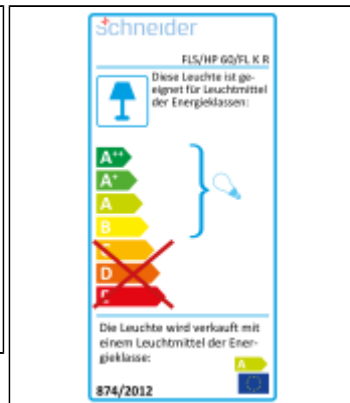 Schneider
FLS/HP 60/FL K R
Diese Leuchte ist ge-
eignet für Leuchtmittel
der Energieklassen:
A++
A+
A
B
D
Die Leuchte wird verkauft mit
einem Leuchtmittel der Ener-
gieklasse:
A
874/2012